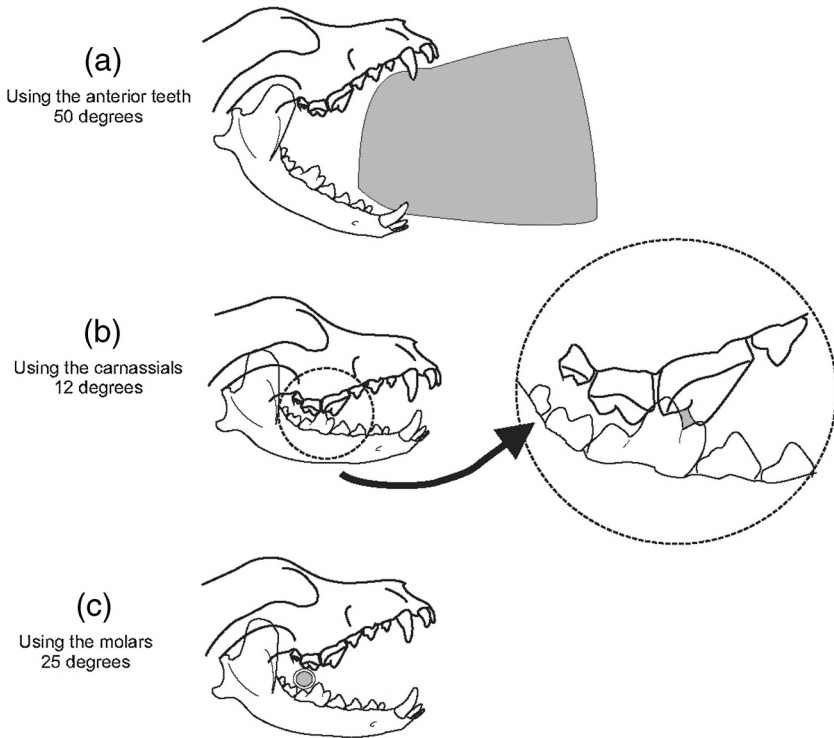 (a)
Using the anterior teeth
50 degrees
(b)
Using the carnassials
12 degrees
(c)
Using the molars
25 degrees